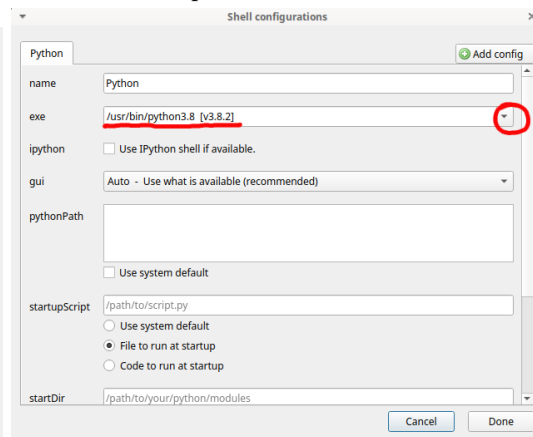 Shell configurations
Python
Add config
name Python
exe /usr/bin/python3.8 [v3.8.2]
ipython Use IPython shell if available.
gui Auto - Use what is available (recommended)
pythonPath
Use system default
startupScript /path/to/script.py
Use system default
File to run at startup
Code to run at startup
startDir /path/to/your/python/modules
Cancel Done